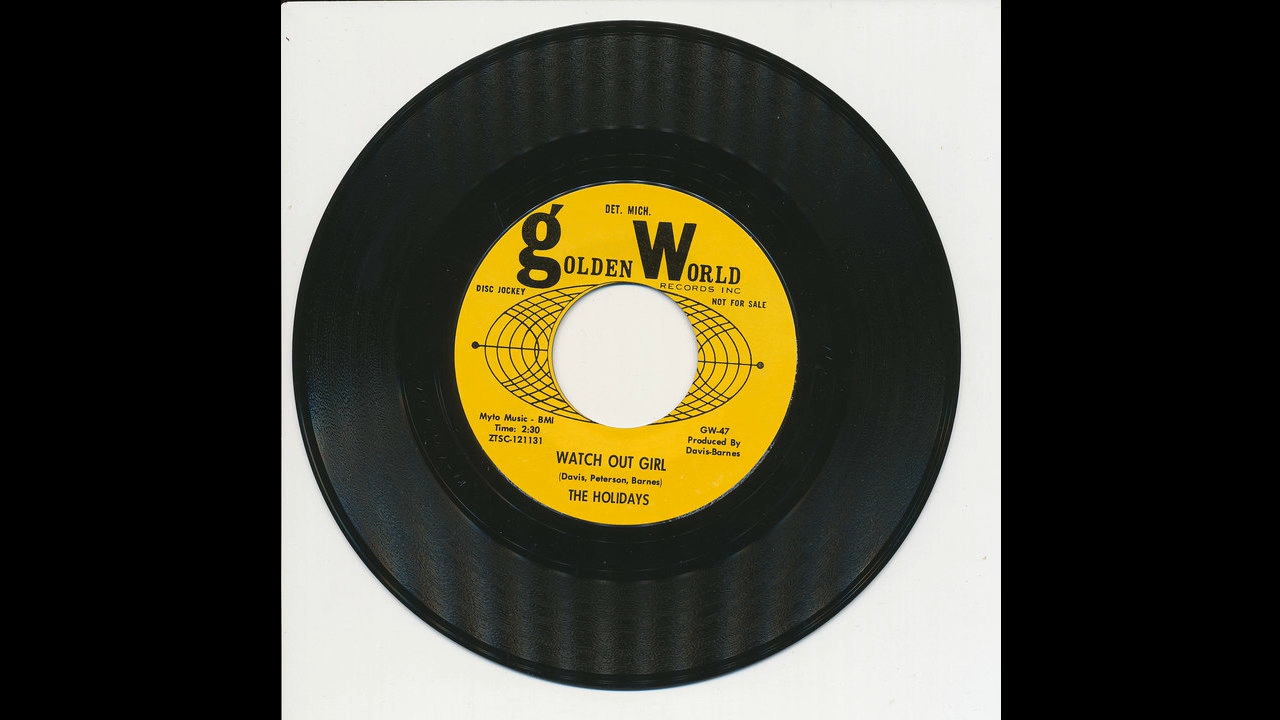 DET. MICH.
gOLDEN WORLD
RECORDS INC
DISC JOCKEY
NOT FOR SALE
Myto Music - BMI
Time: 2:30
ZTSC-121131
GW-47
Produced By
Davis-Barnes
WATCH OUT GIRL
(Davis, Peterson, Barnes)
THE HOLIDAYS